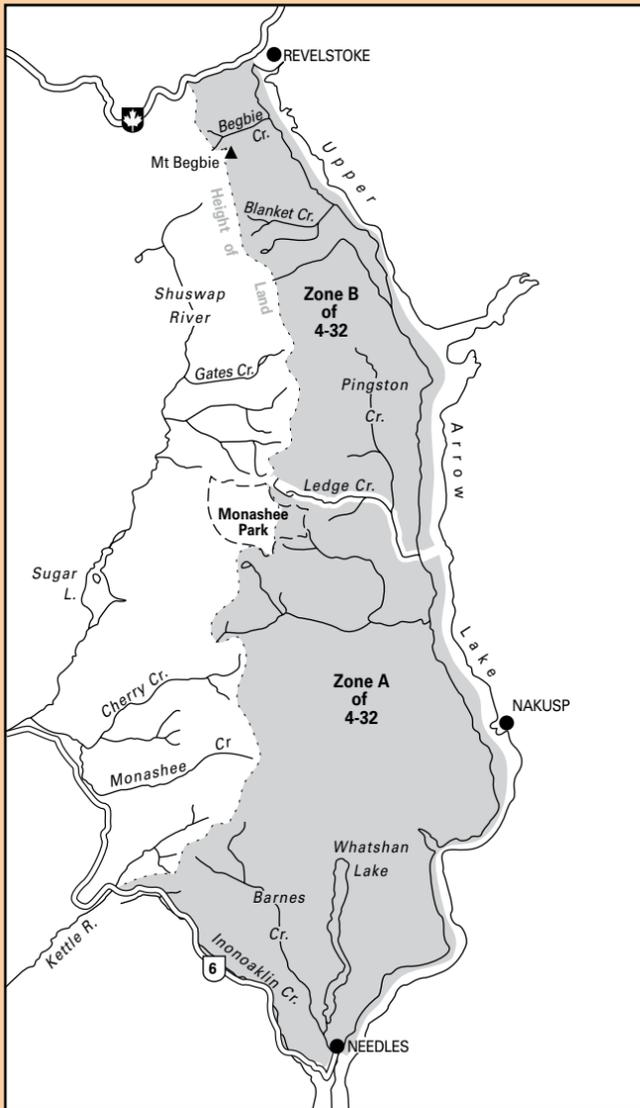 REVELSTOKE
Begbie
Cr.
Mt Begbie
Upper
Height of
Land
Blanket Cr.
Shuswap
River
Zone B
of
4-32
Gates Cr.
Pingston
Cr.
Arrow
Ledge Cr.
Monashee
Park
Sugar
L.
Lake
Cherry Cr.
Zone A
of
4-32
NAKUSP
Monashee Cr
Whatshan
Lake
Barnes
Cr.
Kettle R.
Inonoaklin Cr.
6
NEEDLES